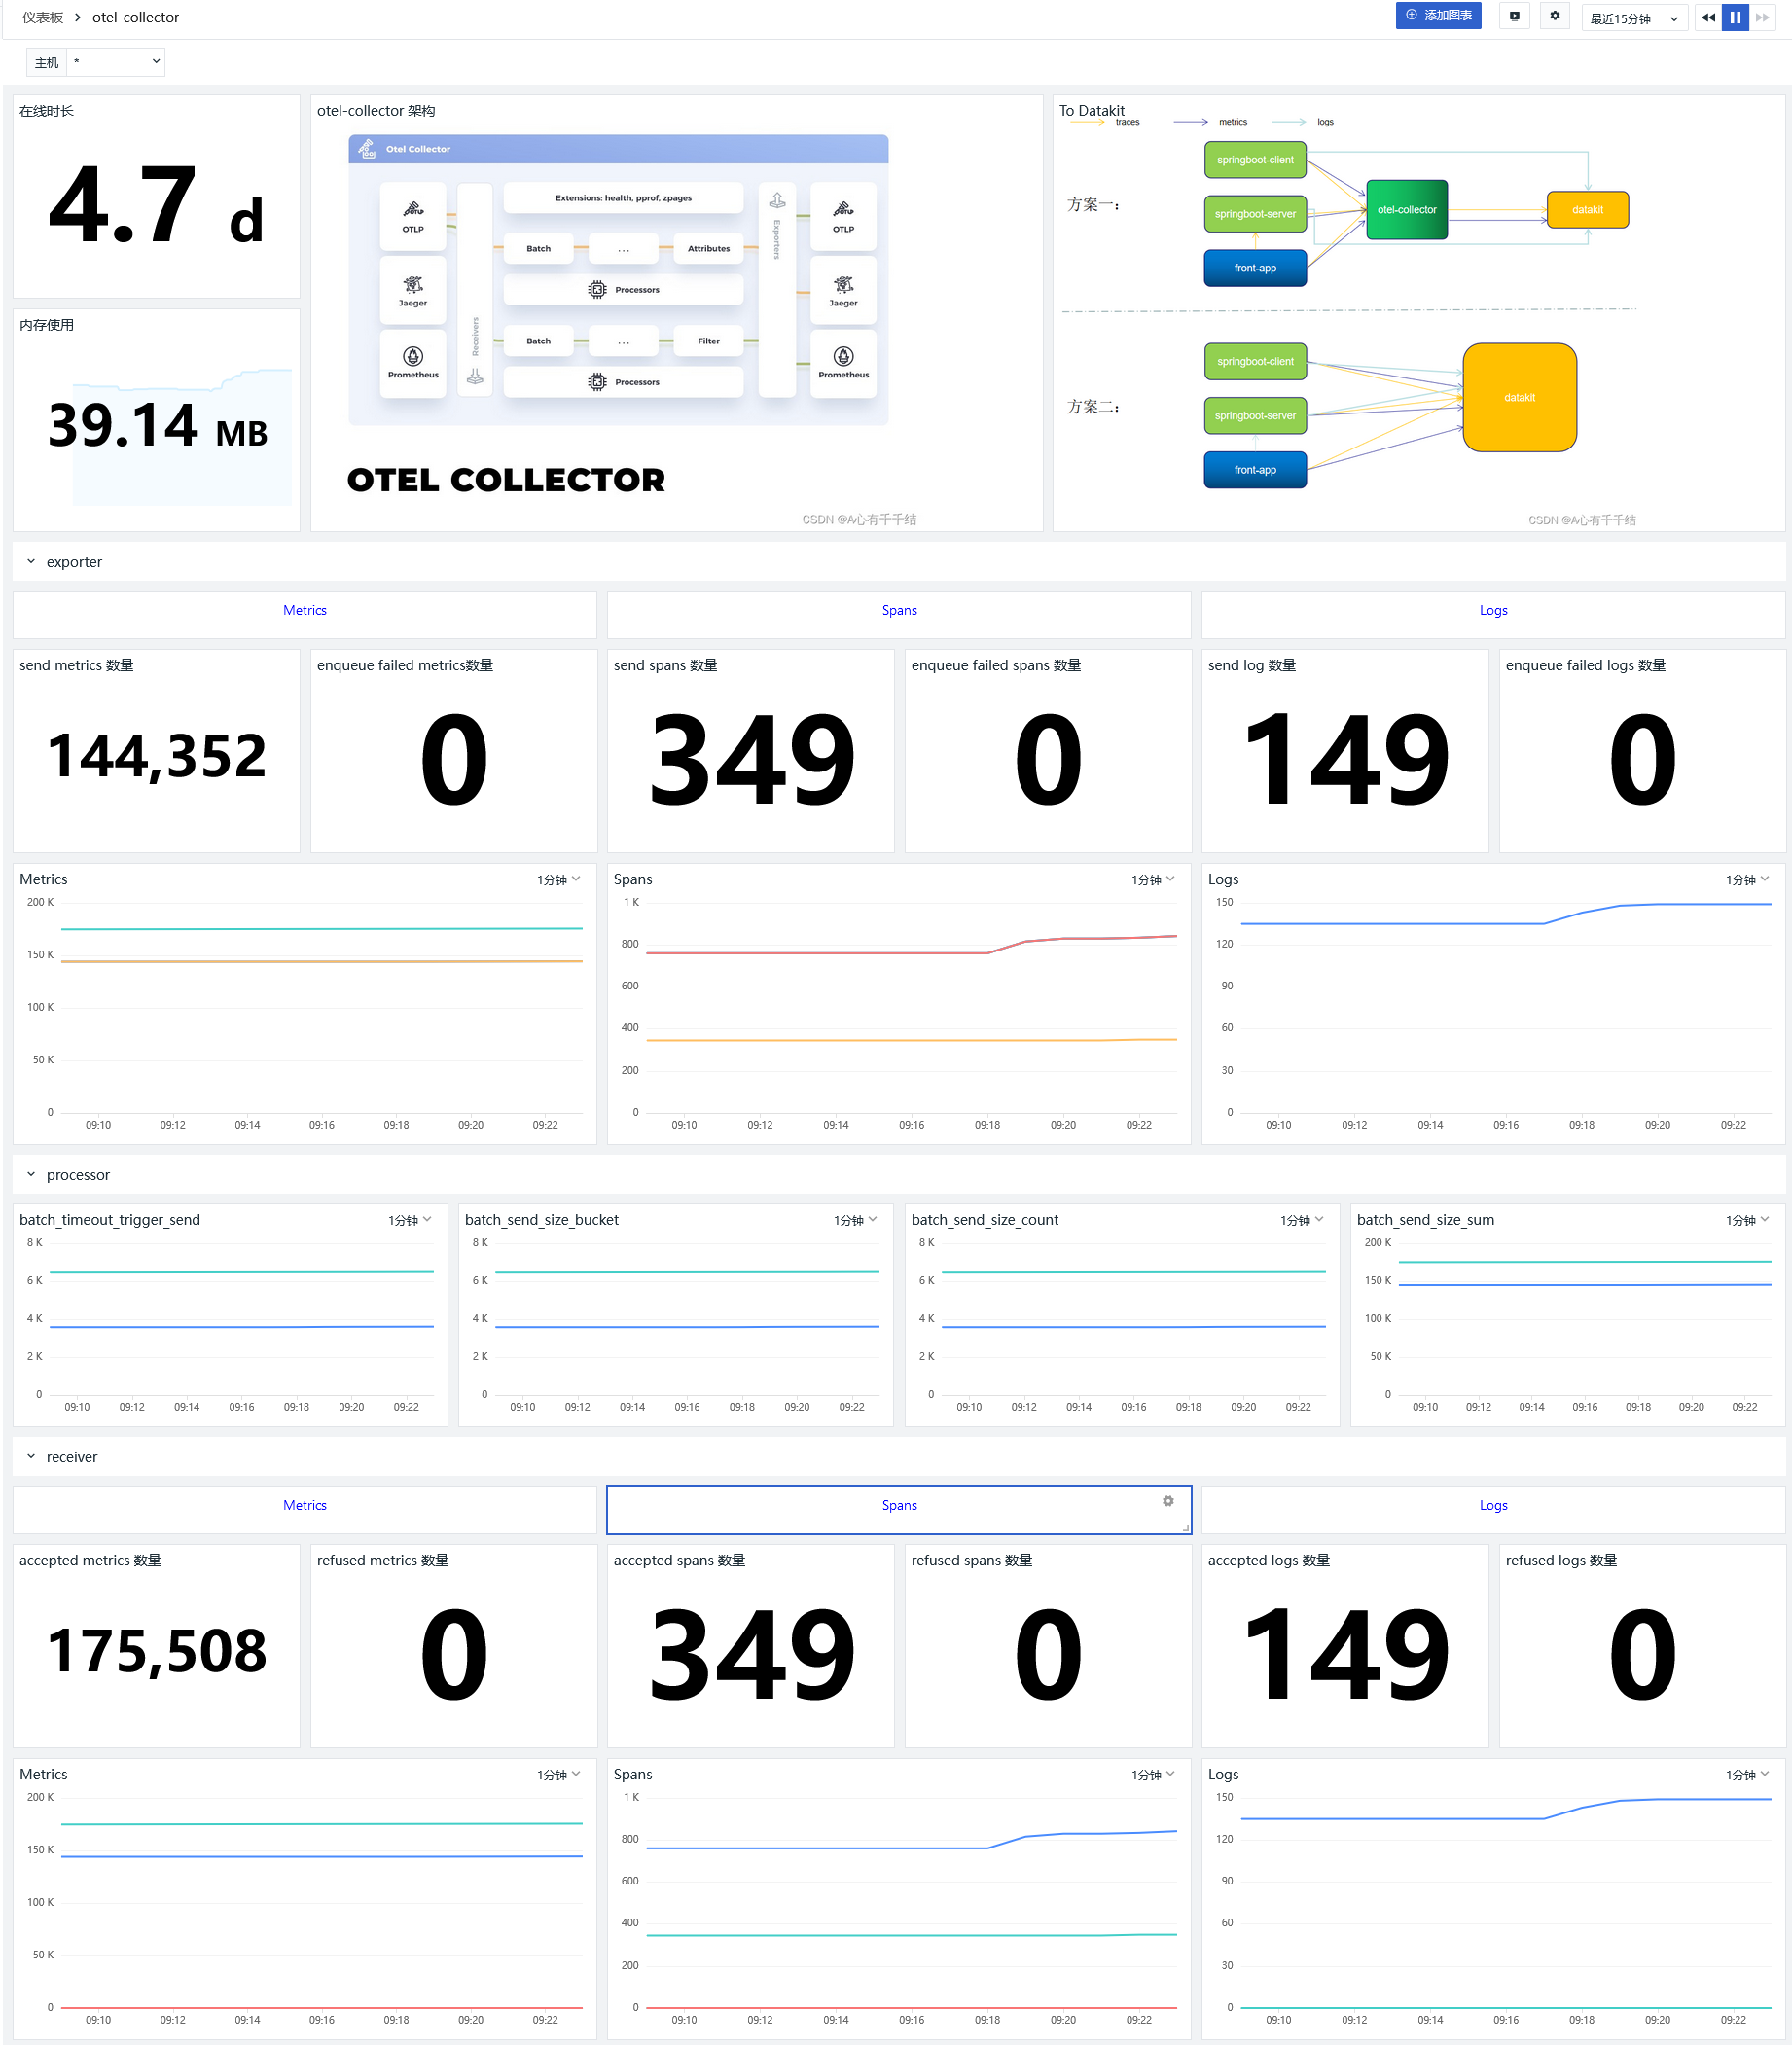 仪表板 > otel-collector
添加图表
最近15分钟
主机 *
在线时长
4.7 d
内存使用
39.14 MB
otel-collector 架构
Otel Collector
OTLP
Jaeger
Prometheus
Receivers
Extensions: health, pprof, zpages
Batch ... Attributes
Processors
Batch ... Filter
Processors
Exporters
OTLP
Jaeger
Prometheus
OTEL COLLECTOR
CSDN @A心有千千结
To Datakit
traces metrics logs
方案一:
springboot-client
springboot-server
front-app
otel-collector
datakit
方案二:
springboot-client
springboot-server
front-app
datakit
CSDN @A心有千千结
exporter
Metrics
Spans
Logs
send metrics 数量
144,352
enqueue failed metrics数量
0
send spans 数量
349
enqueue failed spans 数量
0
send log 数量
149
enqueue failed logs 数量
0
Metrics 1分钟
200 K
150 K
100 K
50 K
0
09:10 09:12 09:14 09:16 09:18 09:20 09:22
Spans 1分钟
1 K
800
600
400
200
0
09:10 09:12 09:14 09:16 09:18 09:20 09:22
Logs 1分钟
150
120
90
60
30
0
09:10 09:12 09:14 09:16 09:18 09:20 09:22
processor
batch_timeout_trigger_send 1分钟
8 K
6 K
4 K
2 K
0
09:10 09:12 09:14 09:16 09:18 09:20 09:22
batch_send_size_bucket 1分钟
8 K
6 K
4 K
2 K
0
09:10 09:12 09:14 09:16 09:18 09:20 09:22
batch_send_size_count 1分钟
8 K
6 K
4 K
2 K
0
09:10 09:12 09:14 09:16 09:18 09:20 09:22
batch_send_size_sum 1分钟
200 K
150 K
100 K
50 K
0
09:10 09:12 09:14 09:16 09:18 09:20 09:22
receiver
Metrics
Spans
Logs
accepted metrics 数量
175,508
refused metrics 数量
0
accepted spans 数量
349
refused spans 数量
0
accepted logs 数量
149
refused logs 数量
0
Metrics 1分钟
200 K
150 K
100 K
50 K
0
09:10 09:12 09:14 09:16 09:18 09:20 09:22
Spans 1分钟
1 K
800
600
400
200
0
09:10 09:12 09:14 09:16 09:18 09:20 09:22
Logs 1分钟
150
120
90
60
30
0
09:10 09:12 09:14 09:16 09:18 09:20 09:22